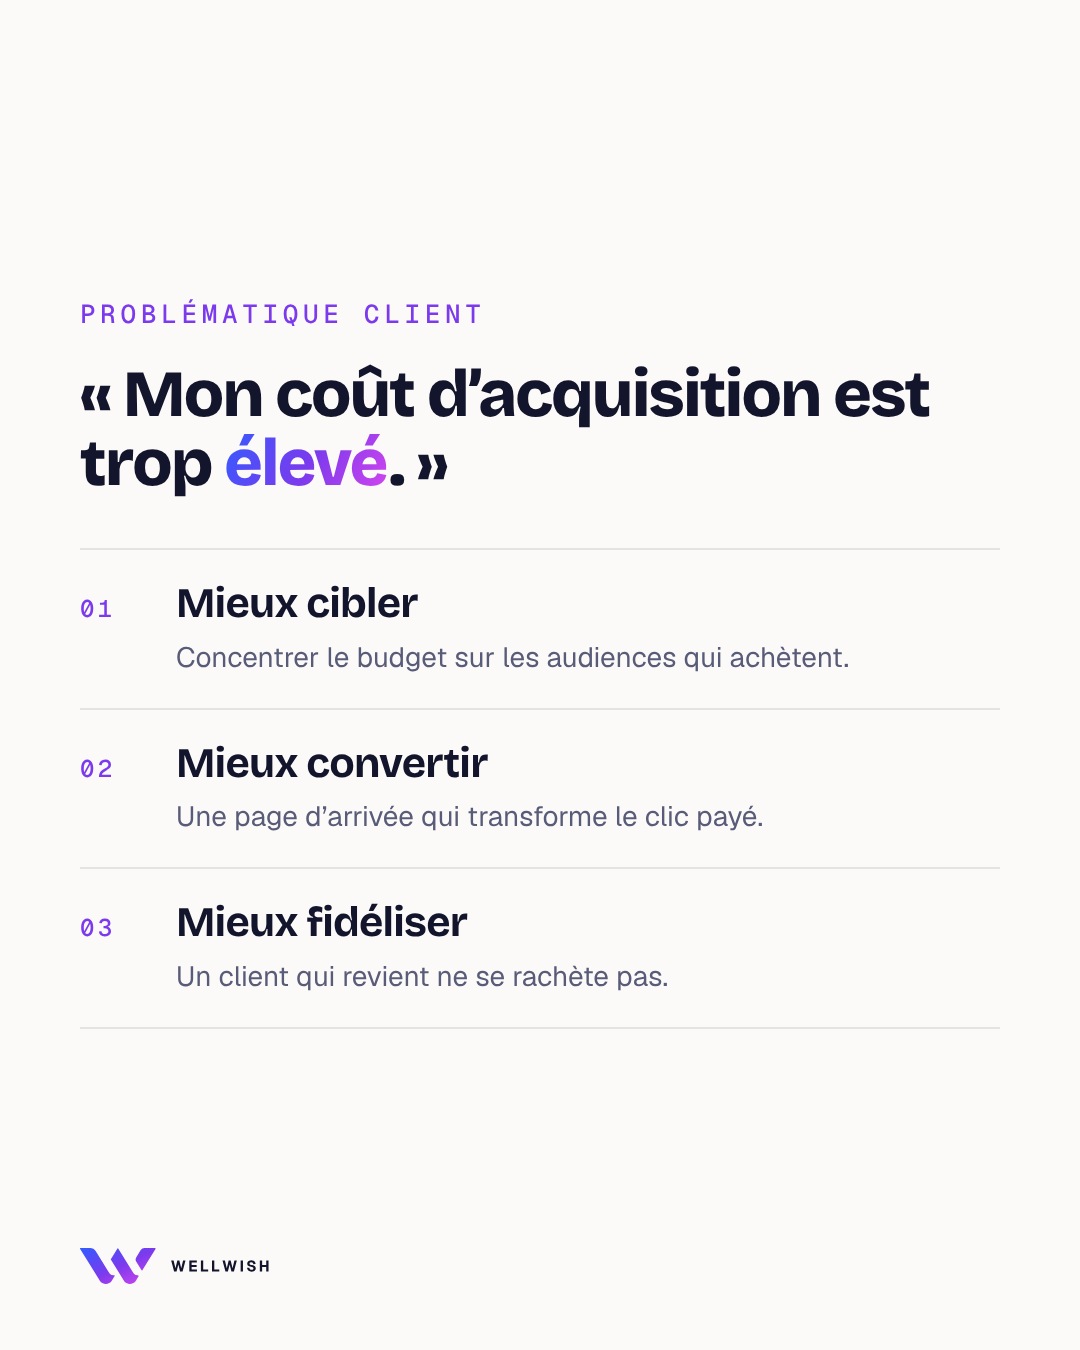 PROBLÉMATIQUE CLIENT
« Mon coût d’acquisition est
trop élevé. »
01
Mieux cibler
Concentrer le budget sur les audiences qui achètent.
02
Mieux convertir
Une page d’arrivée qui transforme le clic payé.
03
Mieux fidéliser
Un client qui revient ne se rachète pas.
WELLWISH